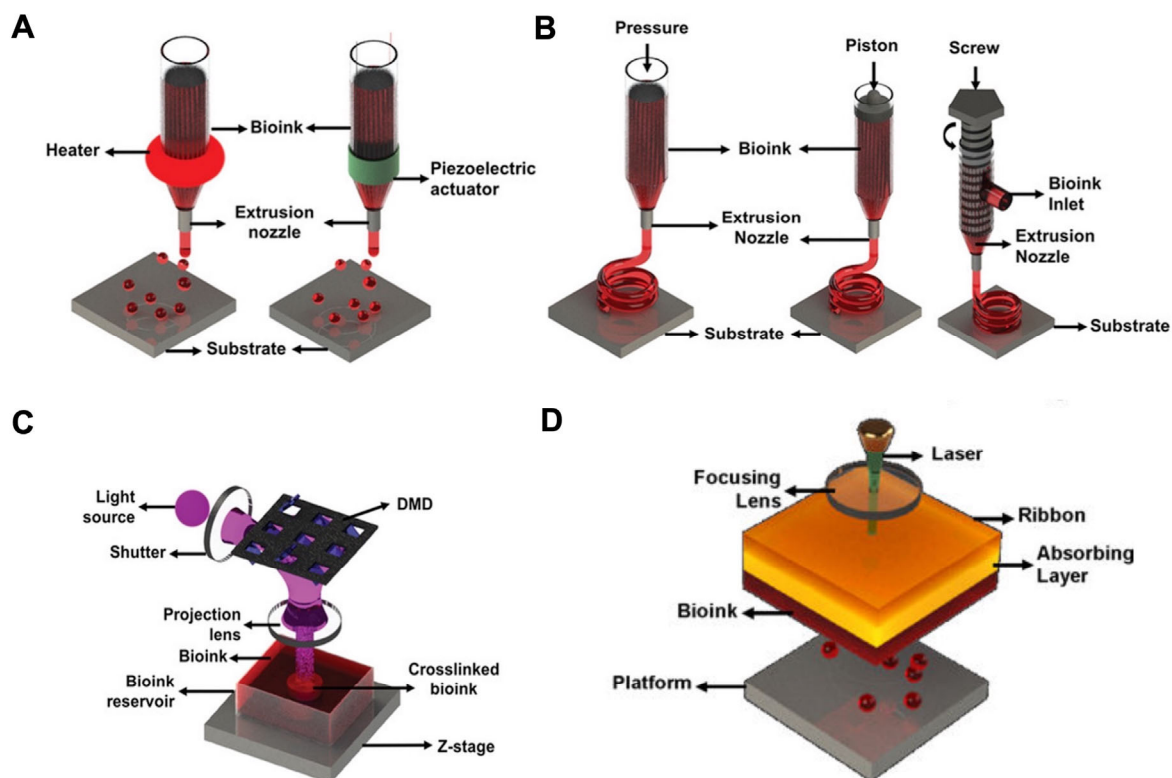 A
Bioink
Heater
Piezoelectric
actuator
Extrusion
nozzle
Substrate
B
Pressure
Piston
Screw
Bioink
Bioink
Inlet
Extrusion
Nozzle
Extrusion
Nozzle
Substrate
Substrate
C
Light
source
DMD
Shutter
Projection
lens
Bioink
Crosslinked
bioink
Bioink
reservoir
Z-stage
D
Laser
Focusing
Lens
Ribbon
Absorbing
Layer
Bioink
Platform